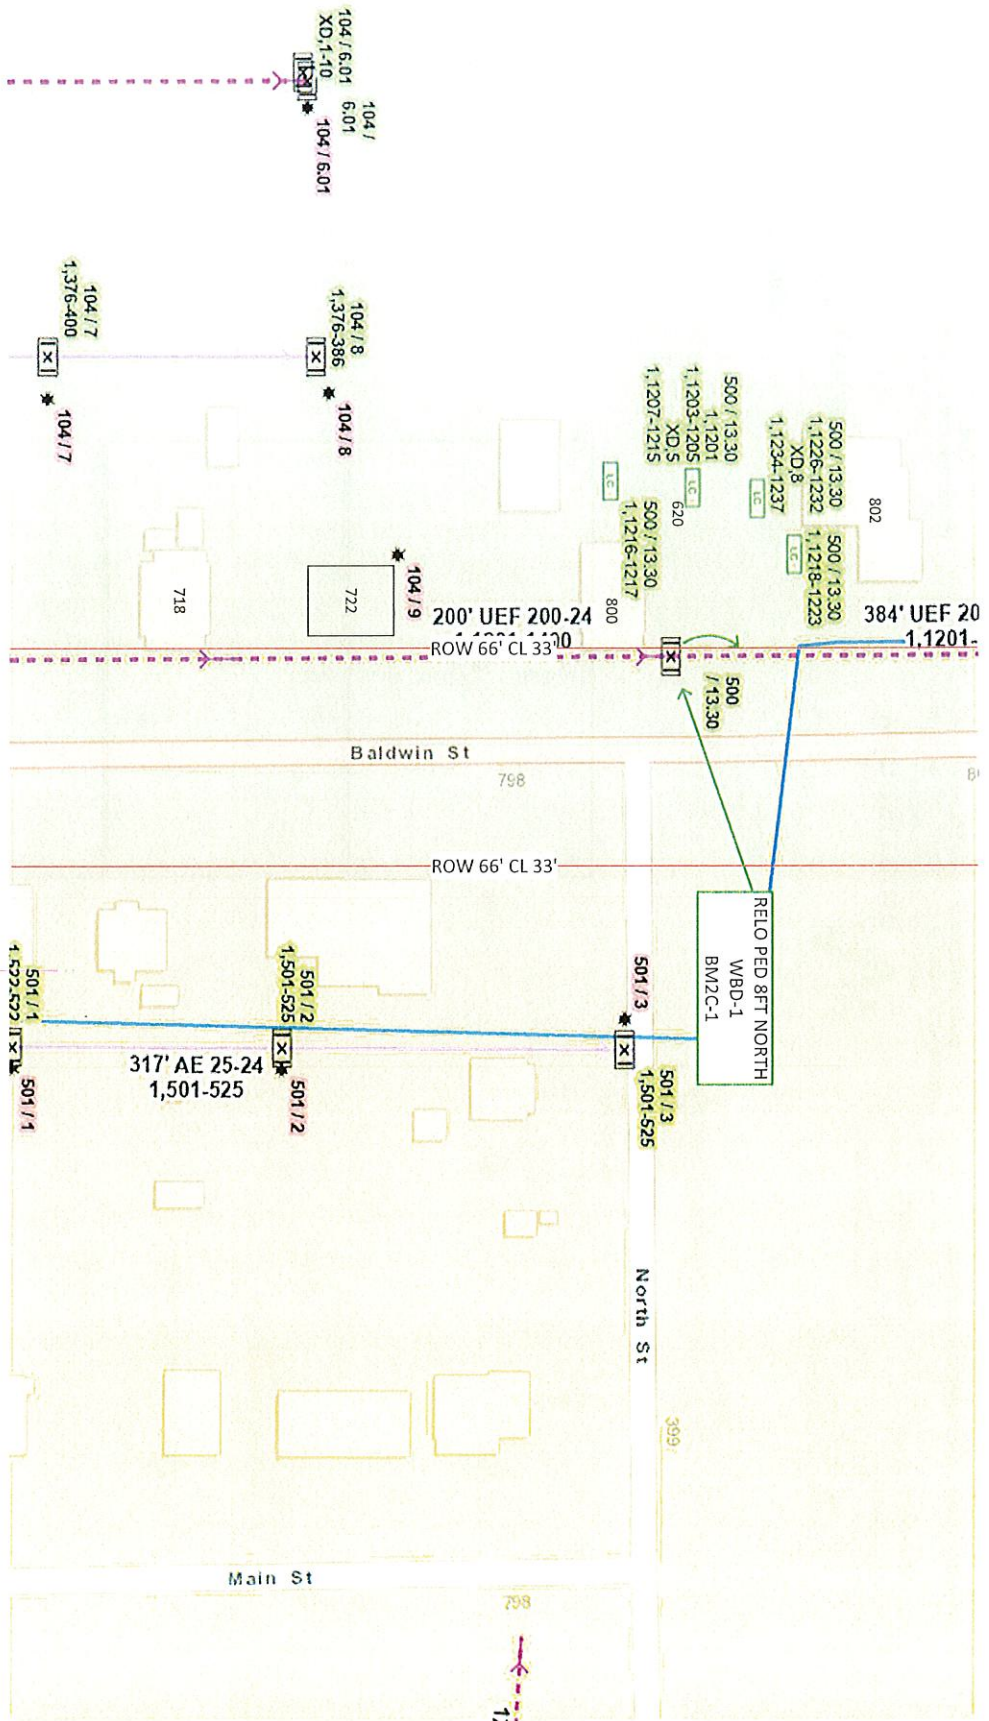 104 / 6.01
XD,1-10
104 /
6.01
104 / 6.01
104 / 7
1,376-400
104 / 7
104 / 8
1,376-386
104 / 8
500 / 13.30
1,1201
1,1203-1205
XD,5
1,1207-1215
500 / 13.30
1,1226-1232
XD,8
1,1234-1237
802
LC
LC
LC
LC
620
500 / 13.30
1,1216-1217
500 / 13.30
1,1218-1223
718
722
104 / 9
800
200' UEF 200-24
384' UEF 20
1,1201-
ROW 66' CL 33'
500
/ 13.30
Baldwin St
798
ROW 66' CL 33'
RELO PED 8FT NORTH
WBD-1
BM2C-1
501 / 1
501 / 2
1,501-525
501 / 3
317' AE 25-24
1,501-525
501 / 1
501 / 2
501 / 3
1,501-525
North St
399
Main St
798